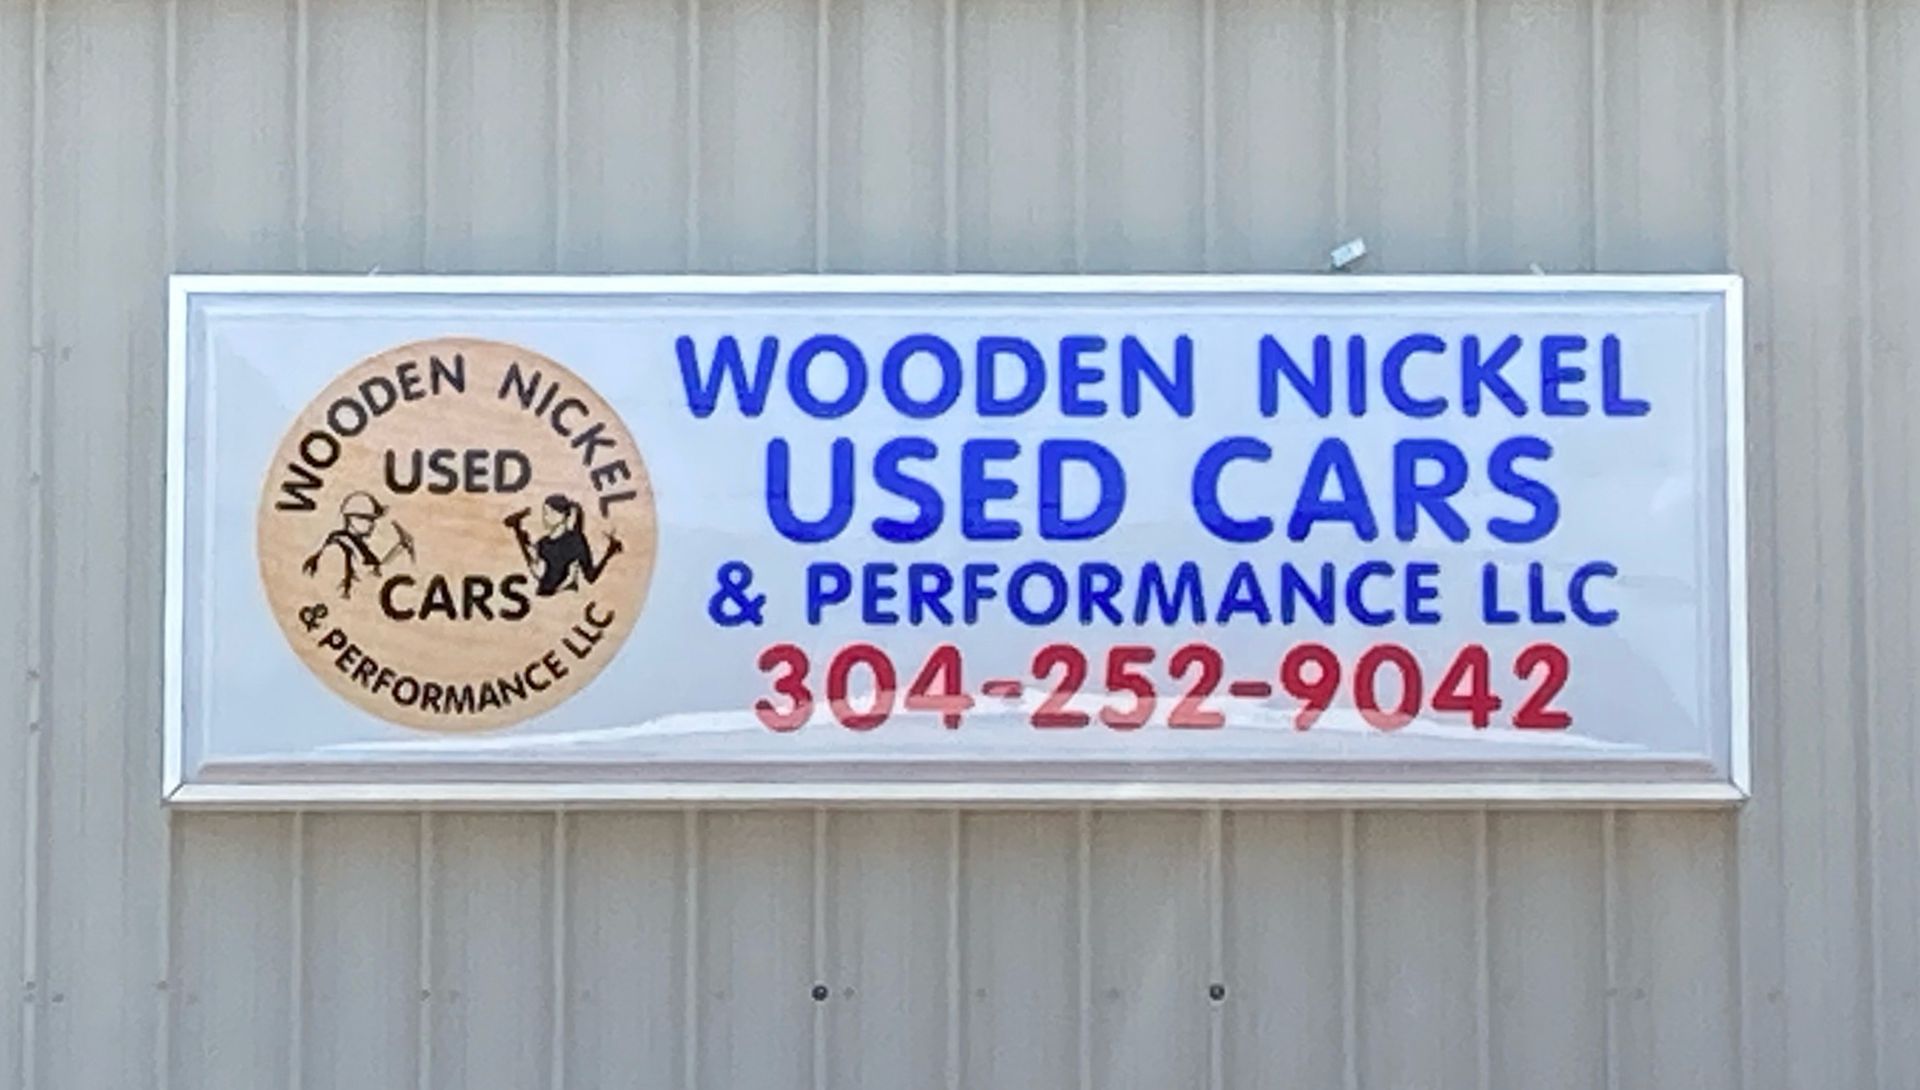 WOODEN NICKEL
USED
CARS
& PERFORMANCE LLC
WOODEN NICKEL
USED CARS
& PERFORMANCE LLC
304-252-9042